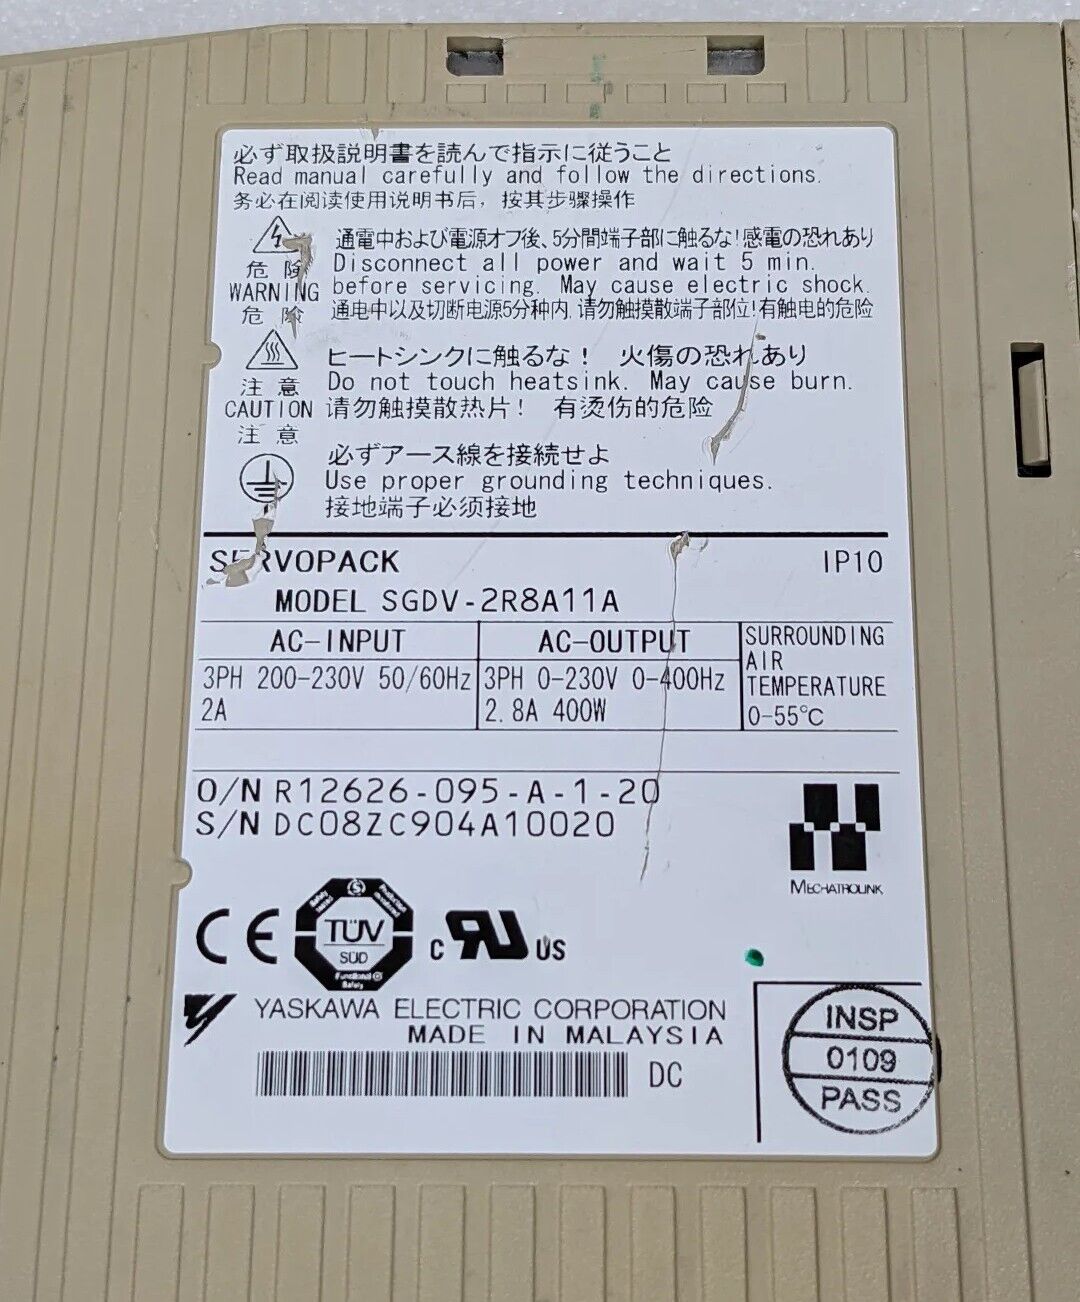 必ず取扱説明書を読んで指示に従うこと
Read manual carefully and follow the directions.
务必在阅读使用说明书后，按其步骤操作
危 険
WARNING
危 险
通電中および電源オフ後、5分間端子部に触るな!感電の恐れあり
Disconnect all power and wait 5 min.
before servicing. May cause electric shock.
通电中以及切断电源5分钟内,请勿触摸散端子部位!有触电的危险
注 意
CAUTION
注 意
ヒートシンクに触るな！ 火傷の恐れあり
Do not touch heatsink. May cause burn.
请勿触摸散热片！ 有烫伤的危险
必ずアース線を接続せよ
Use proper grounding techniques.
接地端子必须接地
SERVOPACK IP10
MODEL SGDV-2R8A11A
AC-INPUT
3PH 200-230V 50/60Hz
2A
AC-OUTPUT
3PH 0-230V 0-400Hz
2.8A 400W
SURROUNDING
AIR
TEMPERATURE
0-55℃
O/N R12626-095-A-1-20
S/N DC08ZC904A10020
MECHATROLINK
CE
TÜV
SÜD
Functional
Safety
c RU US
YASKAWA ELECTRIC CORPORATION
MADE IN MALAYSIA
DC
INSP
0109
PASS